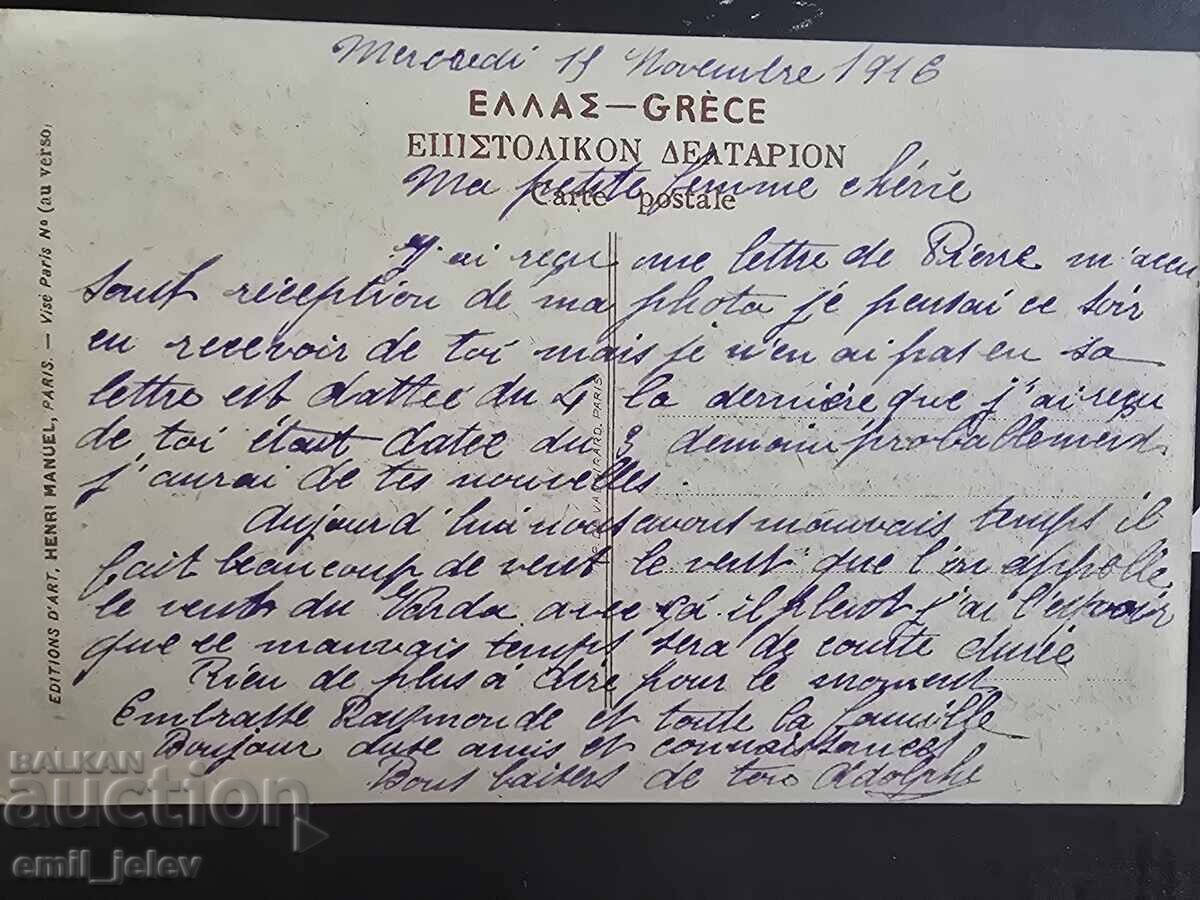 Mercredi 15 Novembre 1916
ΕΛΛΑΣ — GRÈCE
ΕΠΙΣΤΟΛΙΚΟΝ ΔΕΛΤΑΡΙΟΝ
Carte postale
Ma petite femme chérie
J'ai reçu une lettre de Pierre m'accu
sant réception de ma photo je pensai ce soir
en recevoir de toi mais je n'en ai pas eu sa
lettre est dattée du 4 la dernière que j'ai reçu
de toi était datée du 3 demain probablement
j'aurai de tes nouvelles.
Aujourd'hui nous avons mauvais temps il
fait beaucoup de vent le vent que l'on appelle
le vent du Varda avec ça il pleut j'ai l'espoir
que ce mauvais temps sera de courte durée
Rien de plus à dire pour le moment
Embrasse Raymonde et toute la famille
Bonjour aux amis et connaissances
Bons baisers de ton Adolphe
EDITIONS D'ART, HENRI MANUEL, PARIS. — Visé Paris No (au verso)
VAUGIRARD, PARIS
BALKAN
auction
emil_jelev